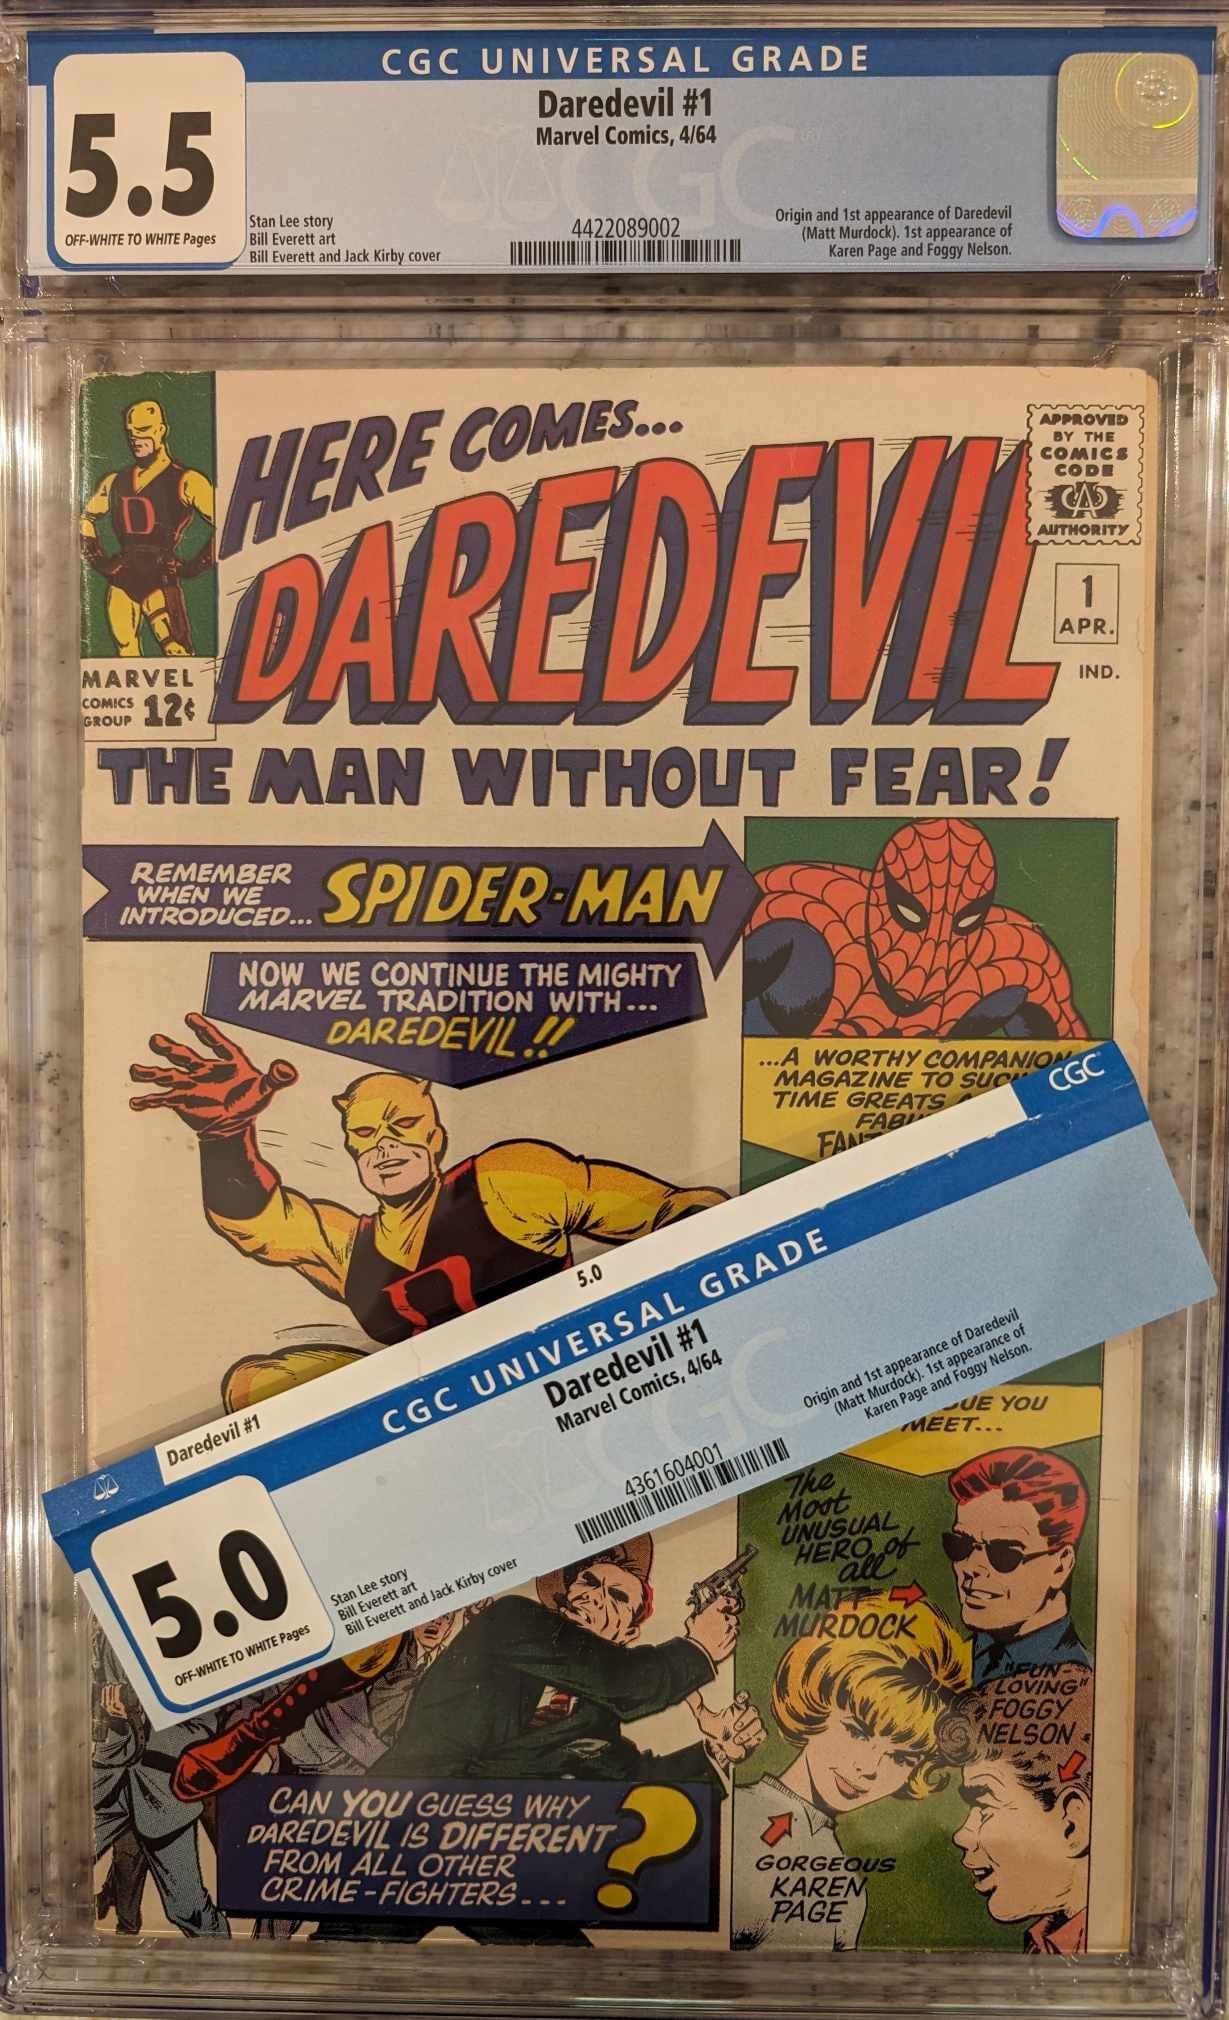 CGC UNIVERSAL GRADE
5.5
OFF-WHITE TO WHITE Pages
Daredevil #1
Marvel Comics, 4/64
Stan Lee story
Bill Everett art
Bill Everett and Jack Kirby cover
4422089002
Origin and 1st appearance of Daredevil
(Matt Murdock). 1st appearance of
Karen Page and Foggy Nelson.
HERE COMES...
DAREDEVIL
APPROVED
BY THE
COMICS
CODE
CA
AUTHORITY
1
APR.
IND.
D
MARVEL
COMICS
GROUP 12¢
THE MAN WITHOUT FEAR!
REMEMBER
WHEN WE
INTRODUCED... SPIDER-MAN
NOW WE CONTINUE THE MIGHTY
MARVEL TRADITION WITH...
DAREDEVIL!!
...A WORTHY COMPANION
MAGAZINE TO
TIME GREATS
D
CGC
5.0
Daredevil #1
CGC UNIVERSAL GRADE
5.0
OFF-WHITE TO WHITE Pages
Daredevil #1
Marvel Comics, 4/64
Stan Lee story
Bill Everett art
Bill Everett and Jack Kirby cover
4361604001
Origin and 1st appearance of Daredevil
(Matt Murdock). 1st appearance of
Karen Page and Foggy Nelson.
YOU
MEET...
The
Most
UNUSUAL
HERO of
all
MATT
MURDOCK
"FUN-
LOVING"
FOGGY
NELSON
GORGEOUS
KAREN
PAGE
CAN YOU GUESS WHY
DAREDEVIL IS DIFFERENT
FROM ALL OTHER
CRIME-FIGHTERS...
?